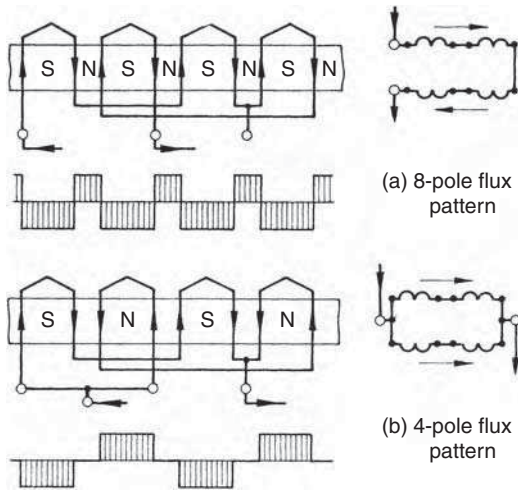 S N S N S N S N
(a) 8-pole flux
pattern
S N S N
(b) 4-pole flux
pattern